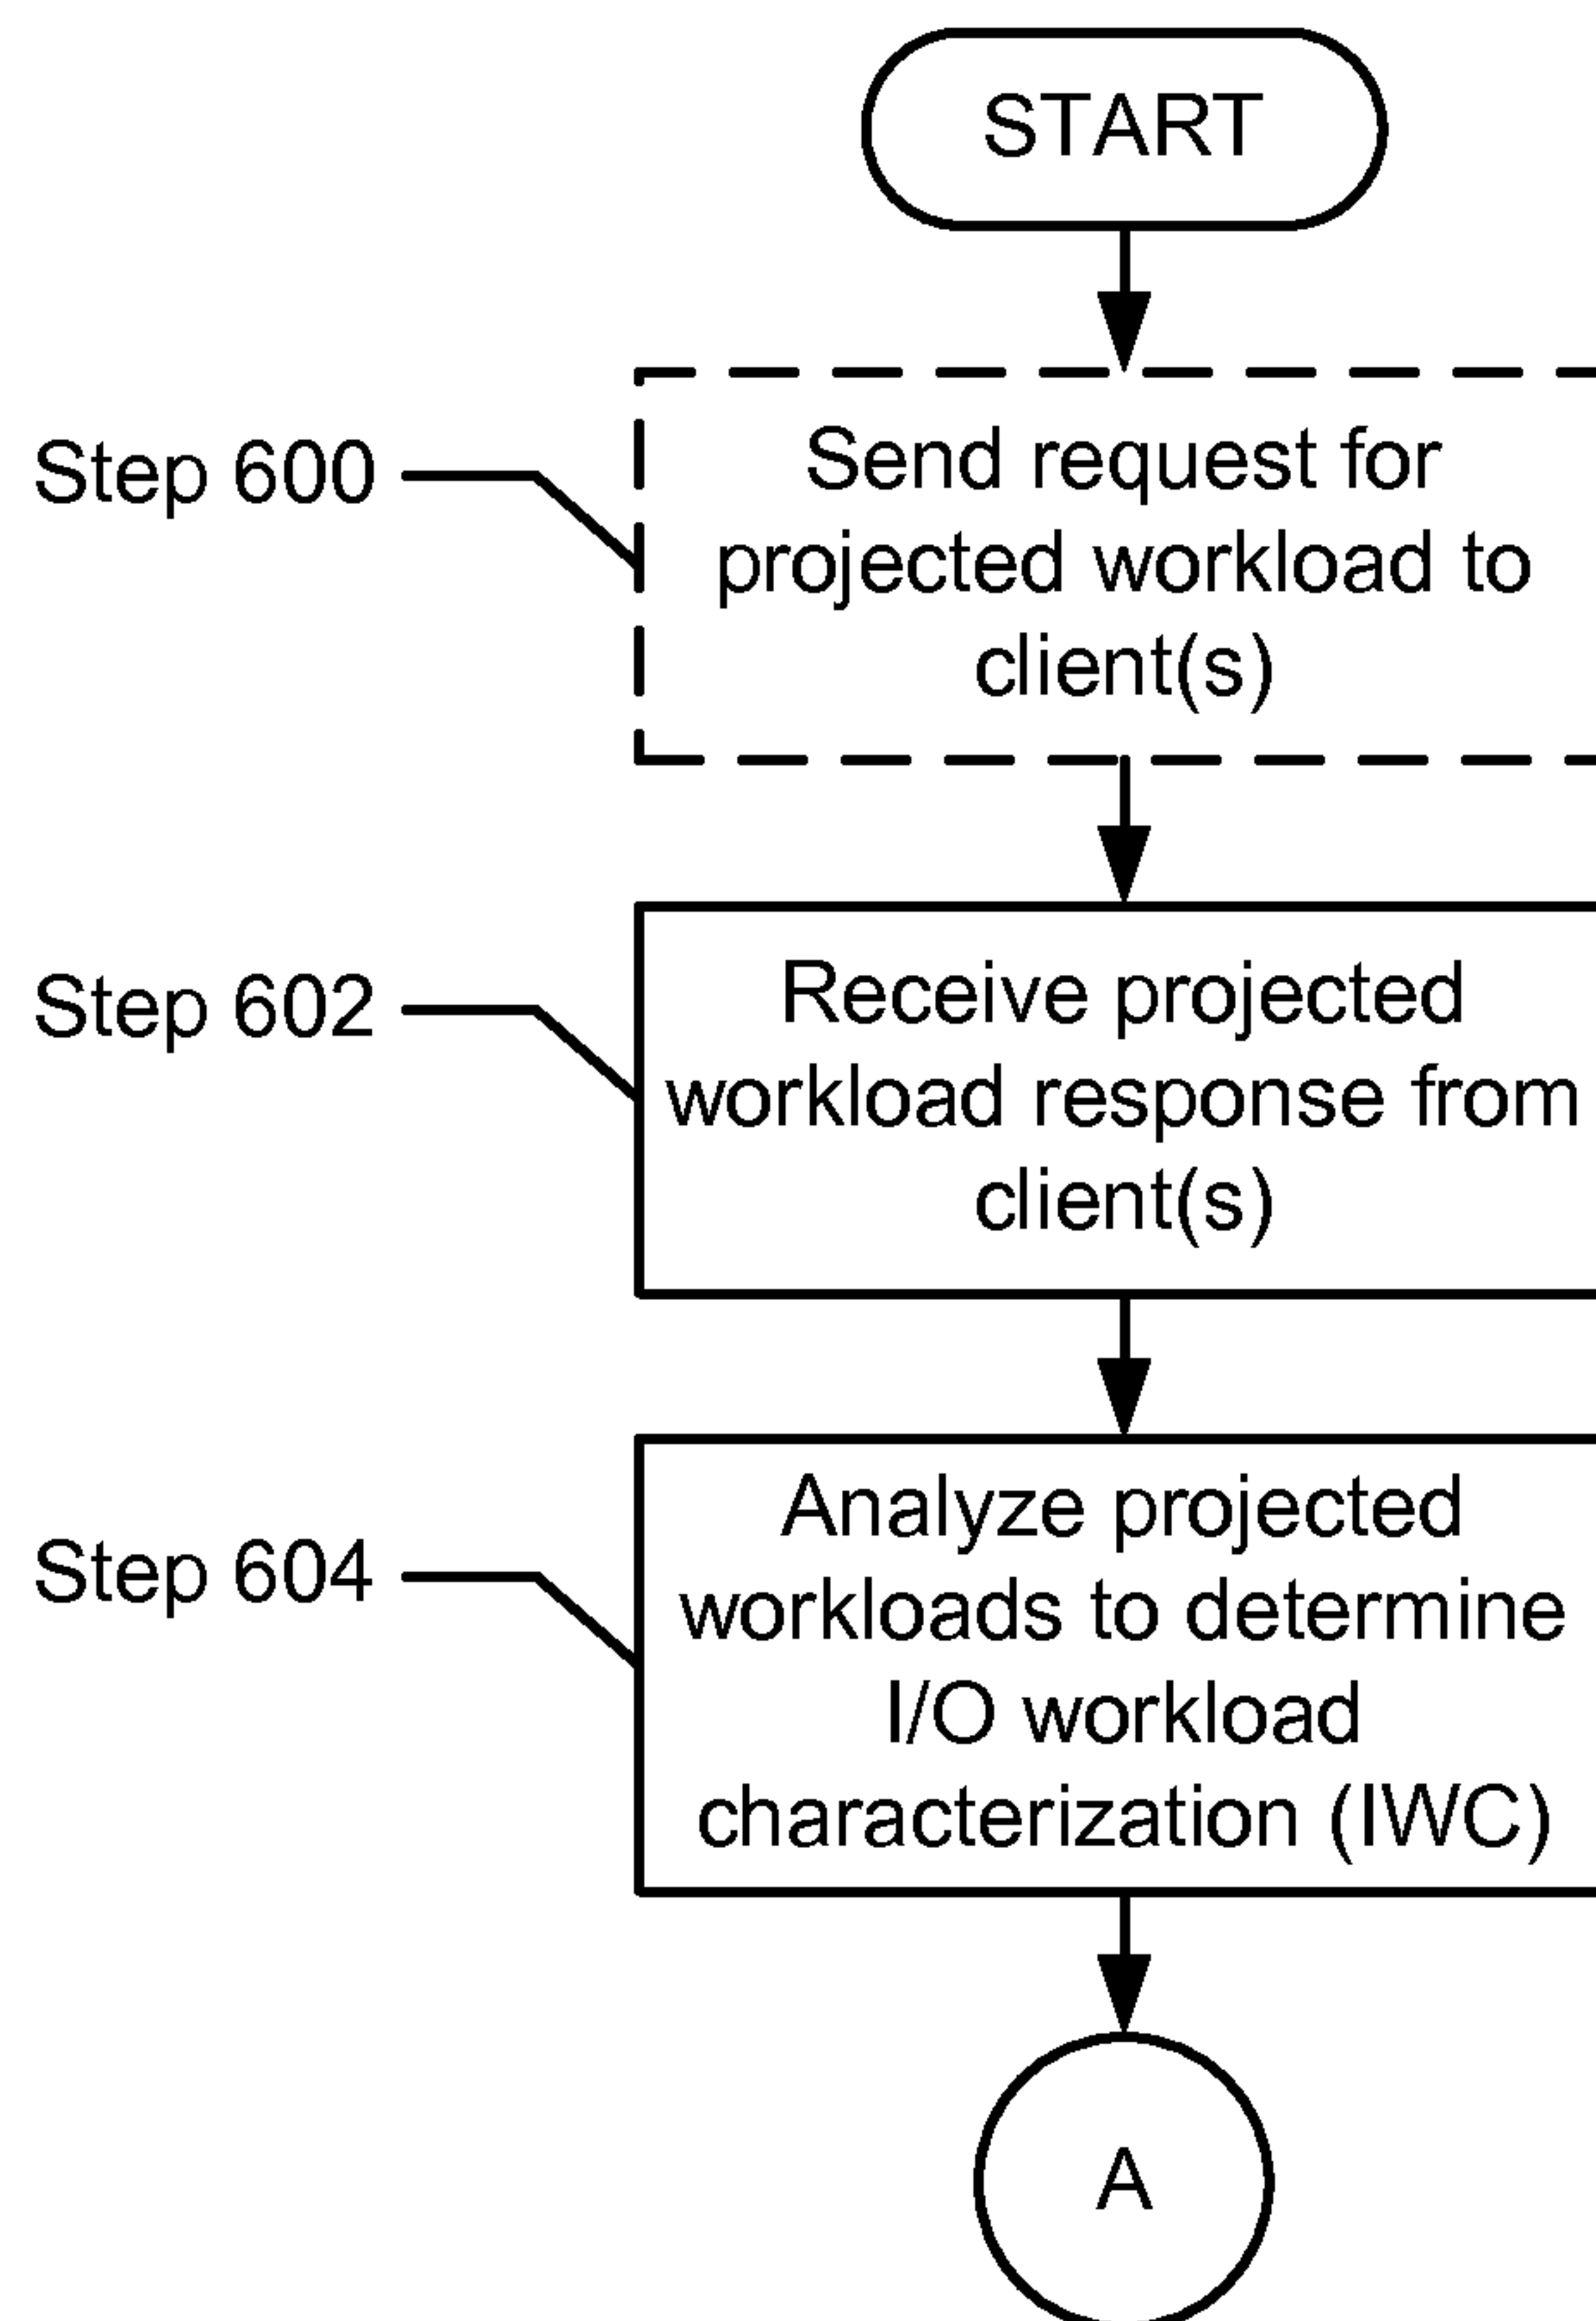 START
Step 600
Send request for
projected workload to
client(s)
Step 602
Receive projected
workload response from
client(s)
Step 604
Analyze projected
workloads to determine
I/O workload
characterization (IWC)
A